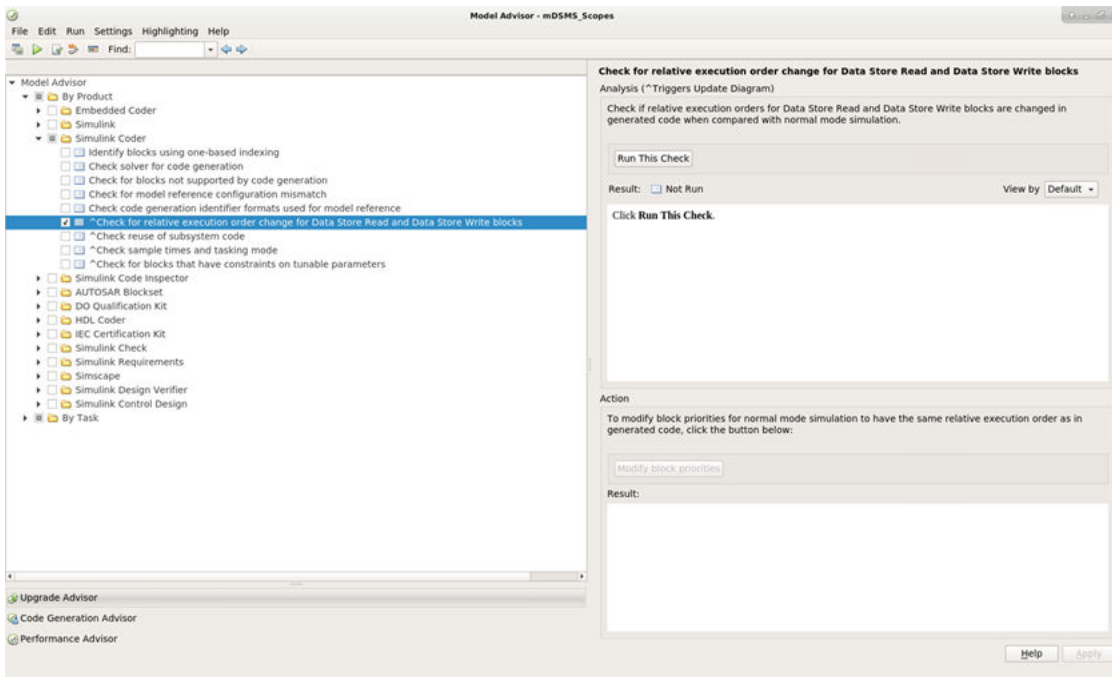 Model Advisor - mDSMS_Scopes
File Edit Run Settings Highlighting Help
Find:
Model Advisor
By Product
Embedded Coder
Simulink
Simulink Coder
Identify blocks using one-based indexing
Check solver for code generation
Check for blocks not supported by code generation
Check for model reference configuration mismatch
Check code generation identifier formats used for model reference
^Check for relative execution order change for Data Store Read and Data Store Write blocks
^Check reuse of subsystem code
^Check sample times and tasking mode
^Check for blocks that have constraints on tunable parameters
Simulink Code Inspector
AUTOSAR Blockset
DO Qualification Kit
HDL Coder
IEC Certification Kit
Simulink Check
Simulink Requirements
Simscape
Simulink Design Verifier
Simulink Control Design
By Task
Upgrade Advisor
Code Generation Advisor
Performance Advisor
Check for relative execution order change for Data Store Read and Data Store Write blocks
Analysis (^Triggers Update Diagram)
Check if relative execution orders for Data Store Read and Data Store Write blocks are changed in
generated code when compared with normal mode simulation.
Run This Check
Result: Not Run View by Default
Click Run This Check.
Action
To modify block priorities for normal mode simulation to have the same relative execution order as in
generated code, click the button below:
Modify block priorities
Result:
Help Apply